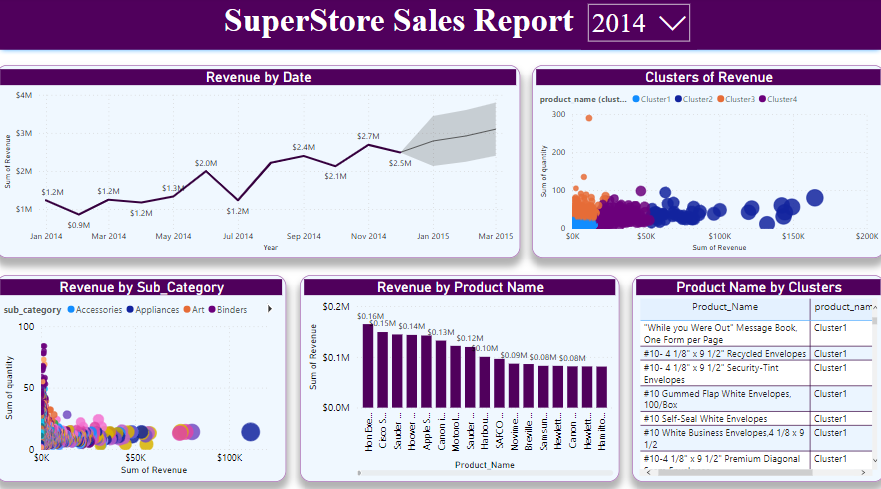 SuperStore Sales Report
2014
Revenue by Date
$4M
$3M
$2M
$1M
Sum of Revenue
$1.2M
$0.9M
$1.2M
$1.2M
$1.3M
$2.0M
$1.2M
$2.4M
$2.1M
$2.7M
$2.5M
Jan 2014
Mar 2014
May 2014
Jul 2014
Sep 2014
Nov 2014
Jan 2015
Mar 2015
Year
Clusters of Revenue
product_name (clust... Cluster1 Cluster2 Cluster3 Cluster4
300
200
100
0
Sum of quantity
$0K
$50K
$100K
$150K
$200K
Sum of Revenue
Revenue by Sub_Category
sub_category Accessories Appliances Art Binders
100
50
0
Sum of quantity
$0K
$50K
$100K
Sum of Revenue
Revenue by Product Name
$0.2M
$0.1M
$0.0M
Sum of Revenue
$0.16M
$0.15M
$0.14M
$0.13M
$0.12M
$0.10M
$0.09M
$0.08M
$0.08M
Hon Exe...
Cisco S...
Sauder ...
Hoover ...
Apple S...
Canon i...
Motorol...
Sauder ...
Harbou...
SAFCO ...
Novime...
Breville ...
Samsun...
Hewlett...
Canon ...
Hewlett...
Hamilto...
Product_Name
Product Name by Clusters
Product_Name product_nam
"While you Were Out" Message Book, Cluster1
One Form per Page
#10- 4 1/8" x 9 1/2" Recycled Envelopes Cluster1
#10- 4 1/8" x 9 1/2" Security-Tint Cluster1
Envelopes
#10 Gummed Flap White Envelopes, Cluster1
100/Box
#10 Self-Seal White Envelopes Cluster1
#10 White Business Envelopes,4 1/8 x 9 Cluster1
1/2
#10-4 1/8" x 9 1/2" Premium Diagonal Cluster1